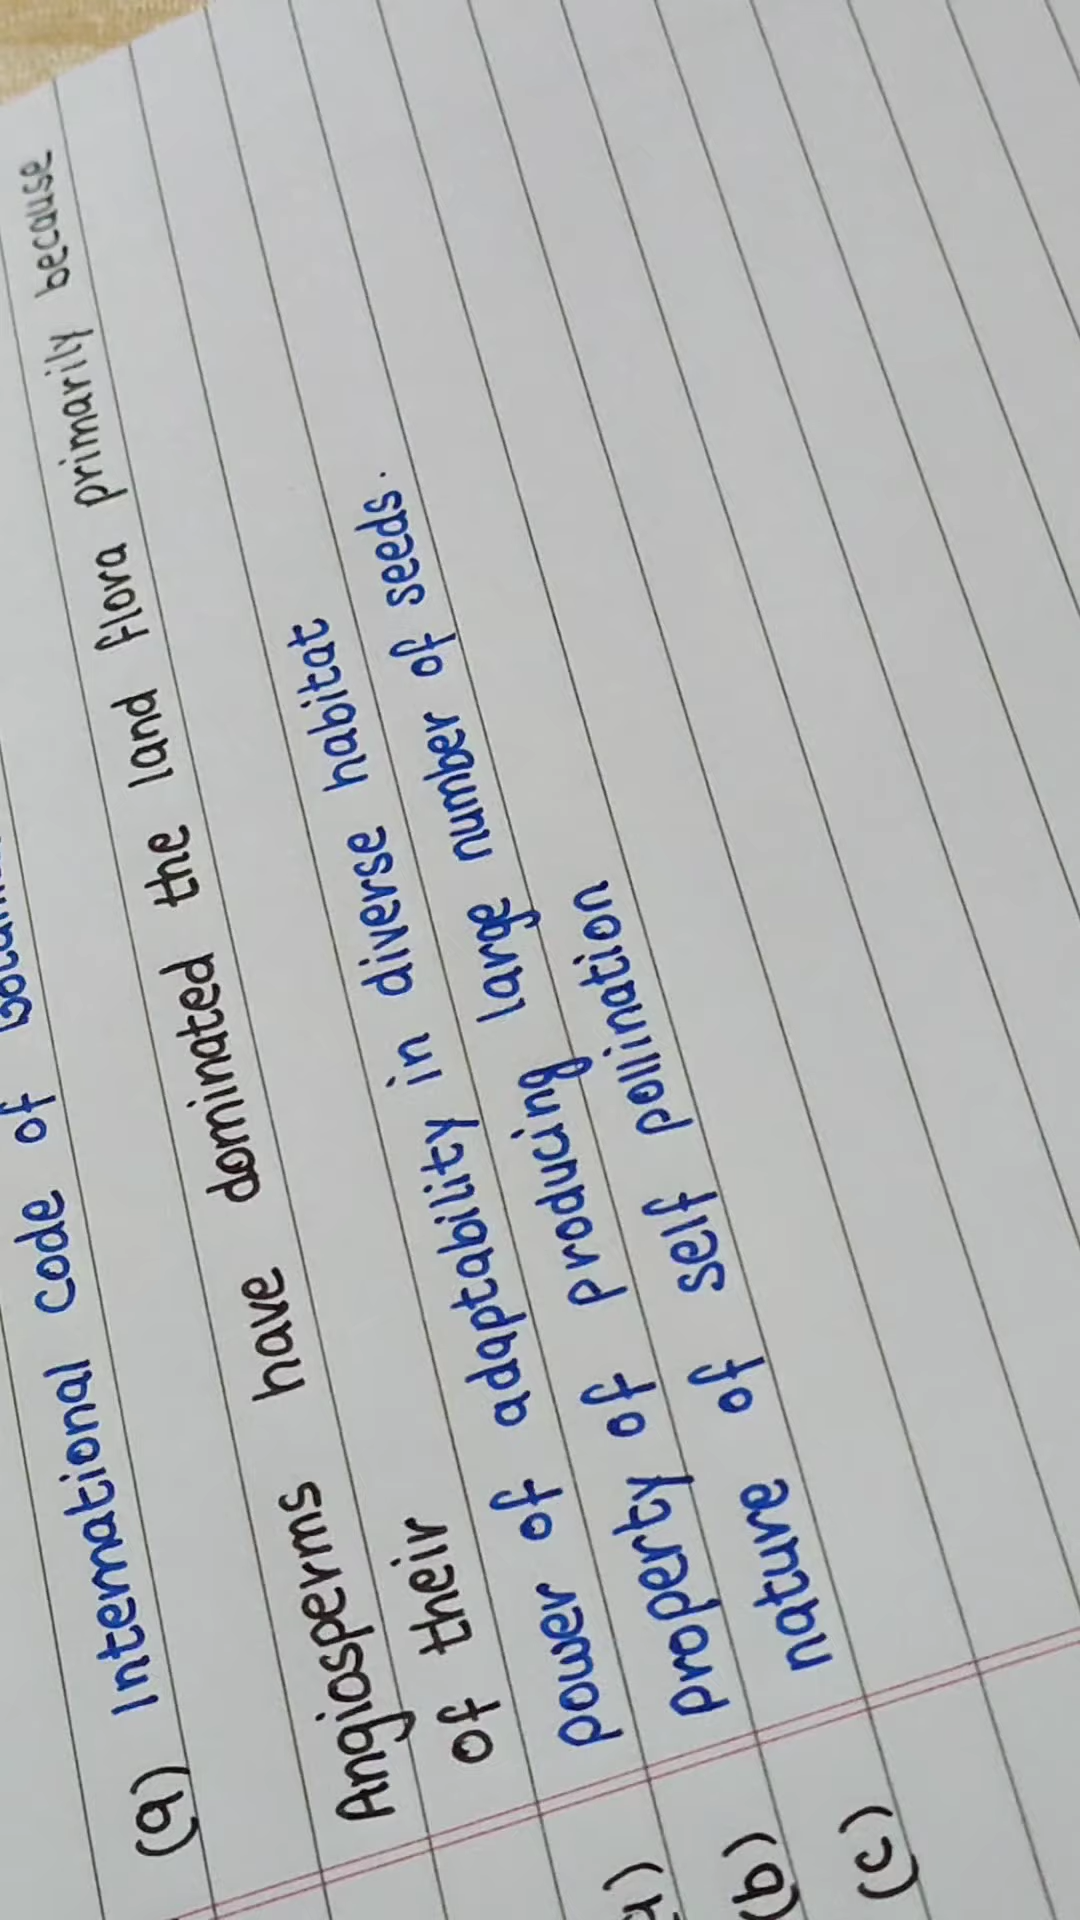 (d) International code of
Angiosperms have dominated the land flora primarily because
of their
power of adaptability in diverse habitat
(b) property of producing large number of seeds.
(c) nature of self pollination